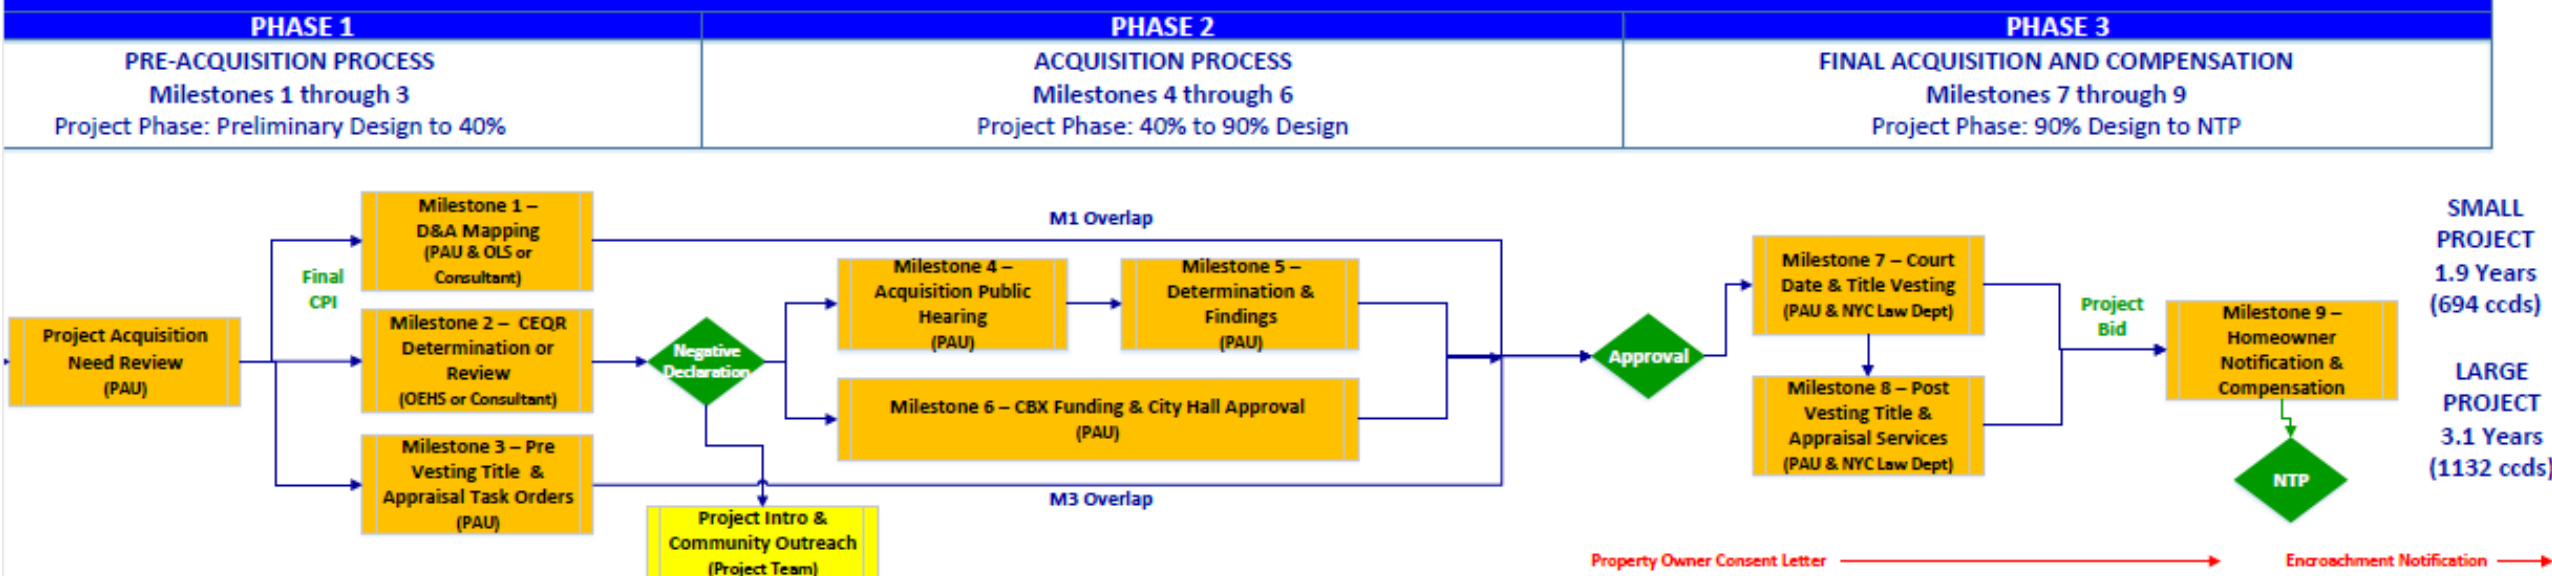 PHASE 1
PRE-ACQUISITION PROCESS
Milestones 1 through 3
Project Phase: Preliminary Design to 40%
PHASE 2
ACQUISITION PROCESS
Milestones 4 through 6
Project Phase: 40% to 90% Design
PHASE 3
FINAL ACQUISITION AND COMPENSATION
Milestones 7 through 9
Project Phase: 90% Design to NTP
Project Acquisition
Need Review
(PAU)
Final
CPI
Milestone 1 –
D&A Mapping
(PAU & OLS or
Consultant)
Milestone 2 – CEQR
Determination or
Review
(OEHS or Consultant)
Milestone 3 – Pre
Vesting Title &
Appraisal Task Orders
(PAU)
Negative
Declaration
Project Intro &
Community Outreach
(Project Team)
M1 Overlap
Milestone 4 –
Acquisition Public
Hearing
(PAU)
Milestone 5 –
Determination &
Findings
(PAU)
Milestone 6 – CBX Funding & City Hall Approval
(PAU)
M3 Overlap
Approval
Milestone 7 – Court
Date & Title Vesting
(PAU & NYC Law Dept)
Milestone 8 – Post
Vesting Title &
Appraisal Services
(PAU & NYC Law Dept)
Project
Bid
Milestone 9 –
Homeowner
Notification &
Compensation
NTP
SMALL
PROJECT
1.9 Years
(694 ccds)
LARGE
PROJECT
3.1 Years
(1132 ccds)
Property Owner Consent Letter
Encroachment Notification